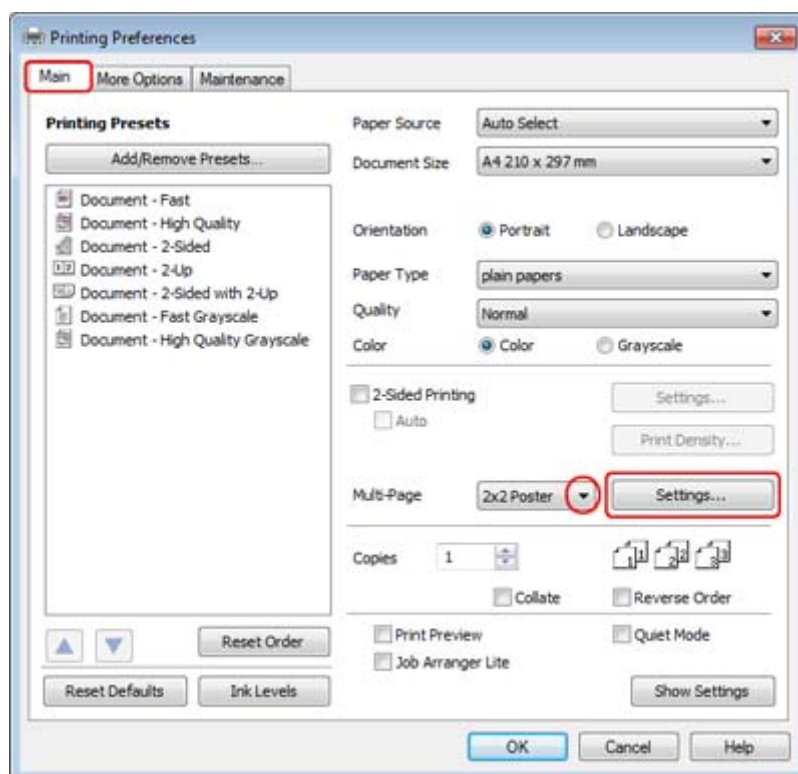 Printing Preferences
Main More Options Maintenance
Printing Presets
Add/Remove Presets...
Document - Fast
Document - High Quality
Document - 2-Sided
Document - 2-Up
Document - 2-Sided with 2-Up
Document - Fast Grayscale
Document - High Quality Grayscale
Reset Order
Reset Defaults Ink Levels
Paper Source Auto Select
Document Size A4 210 x 297 mm
Orientation Portrait Landscape
Paper Type plain papers
Quality Normal
Color Color Grayscale
2-Sided Printing Settings...
Auto
Print Density...
Multi-Page 2x2 Poster Settings...
Copies 1
Collate Reverse Order
Print Preview Quiet Mode
Job Arranger Lite
Show Settings
OK Cancel Help